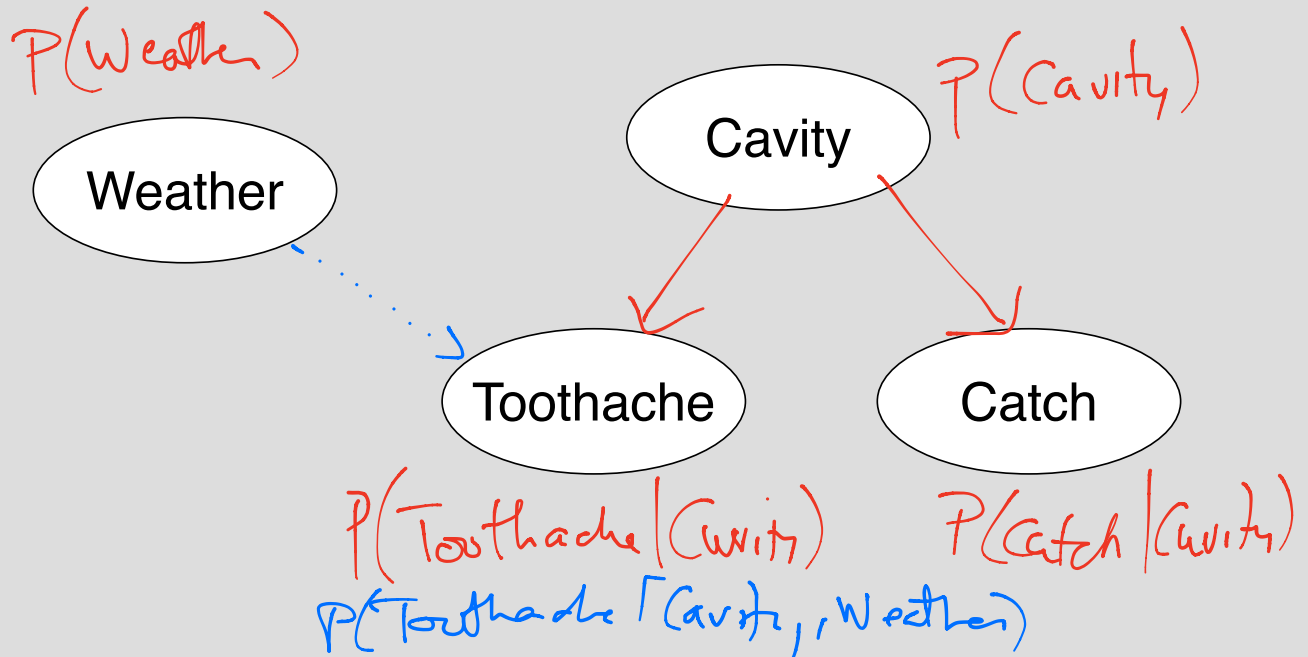 P(Weather)
P(Cavity)
Cavity
Weather
Toothache
Catch
P(Toothache|Cavity)
P(Catch|Cavity)
P(Toothache|Cavity, Weather)